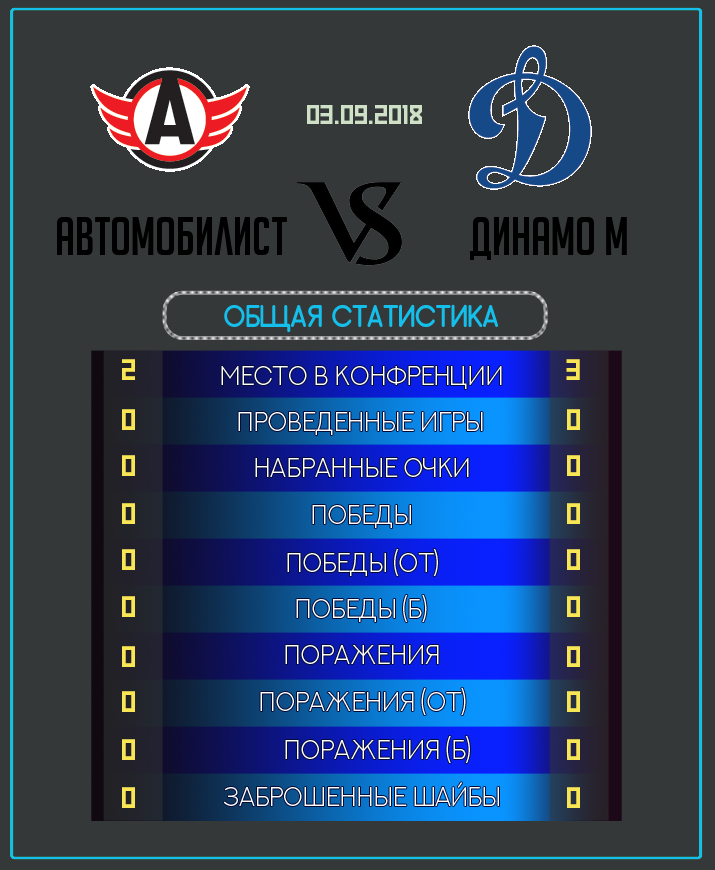 А
Д
03.09.2018
VS
АВТОМОБИЛИСТ
ДИНАМО М
ОБЩАЯ СТАТИСТИКА
2 МЕСТО В КОНФРЕНЦИИ 3
0 ПРОВЕДЕННЫЕ ИГРЫ 0
0 НАБРАННЫЕ ОЧКИ 0
0 ПОБЕДЫ 0
0 ПОБЕДЫ (ОТ) 0
0 ПОБЕДЫ (Б) 0
0 ПОРАЖЕНИЯ 0
0 ПОРАЖЕНИЯ (ОТ) 0
0 ПОРАЖЕНИЯ (Б) 0
0 ЗАБРОШЕННЫЕ ШАЙБЫ 0